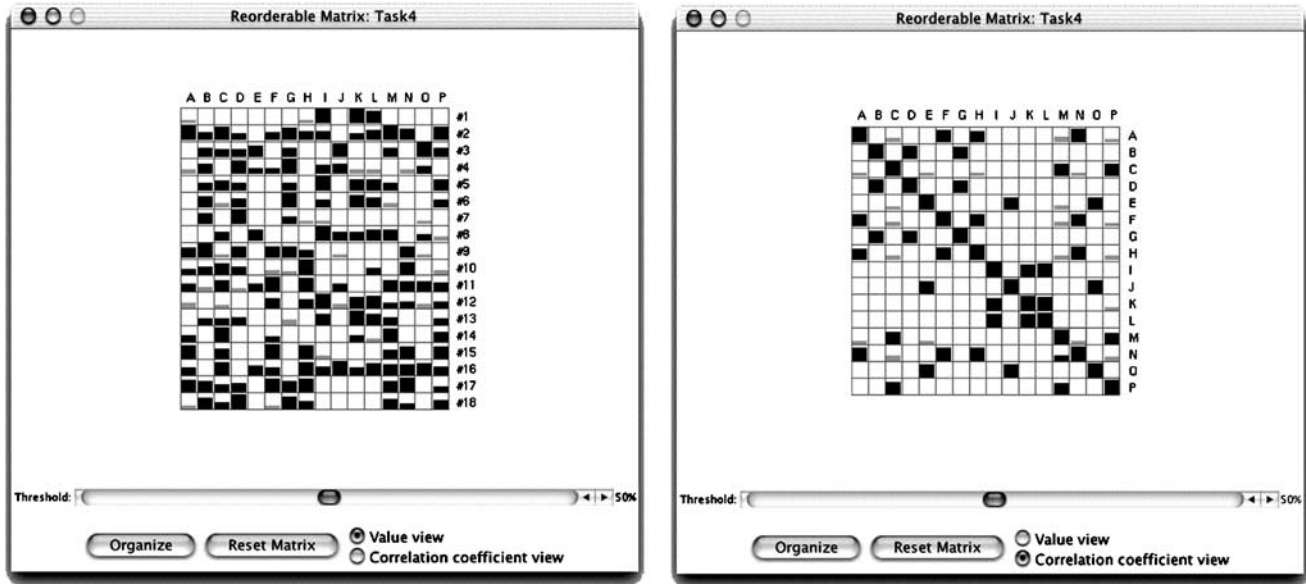 Reorderable Matrix: Task4
A B C D E F G H I J K L M N O P
#1
#2
#3
#4
#5
#6
#7
#8
#9
#10
#11
#12
#13
#14
#15
#16
#17
#18
Threshold: 50%
Organize Reset Matrix Value view
Correlation coefficient view
Reorderable Matrix: Task4
A B C D E F G H I J K L M N O P
A
B
C
D
E
F
G
H
I
J
K
L
M
N
O
P
Threshold: 50%
Organize Reset Matrix Value view
Correlation coefficient view